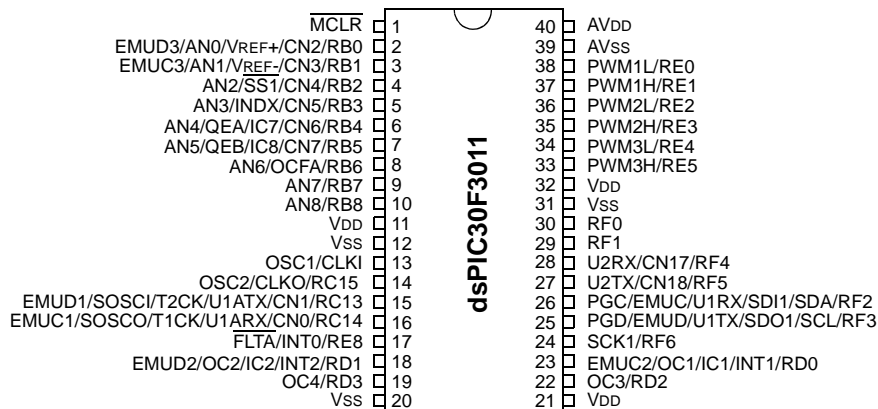 MCLR 1 40 AVDD
EMUD3/AN0/VREF+/CN2/RB0 2 39 AVSS
EMUC3/AN1/VREF-/CN3/RB1 3 38 PWM1L/RE0
AN2/SS1/CN4/RB2 4 37 PWM1H/RE1
AN3/INDX/CN5/RB3 5 36 PWM2L/RE2
AN4/QEA/IC7/CN6/RB4 6 35 PWM2H/RE3
AN5/QEB/IC8/CN7/RB5 7 34 PWM3L/RE4
AN6/OCFA/RB6 8 33 PWM3H/RE5
AN7/RB7 9 32 VDD
AN8/RB8 10 31 VSS
VDD 11 30 RF0
VSS 12 29 RF1
OSC1/CLKI 13 28 U2RX/CN17/RF4
OSC2/CLKO/RC15 14 27 U2TX/CN18/RF5
EMUD1/SOSCI/T2CK/U1ATX/CN1/RC13 15 26 PGC/EMUC/U1RX/SDI1/SDA/RF2
EMUC1/SOSCO/T1CK/U1ARX/CN0/RC14 16 25 PGD/EMUD/U1TX/SDO1/SCL/RF3
FLTA/INT0/RE8 17 24 SCK1/RF6
EMUD2/OC2/IC2/INT2/RD1 18 23 EMUC2/OC1/IC1/INT1/RD0
OC4/RD3 19 22 OC3/RD2
VSS 20 21 VDD
dsPIC30F3011